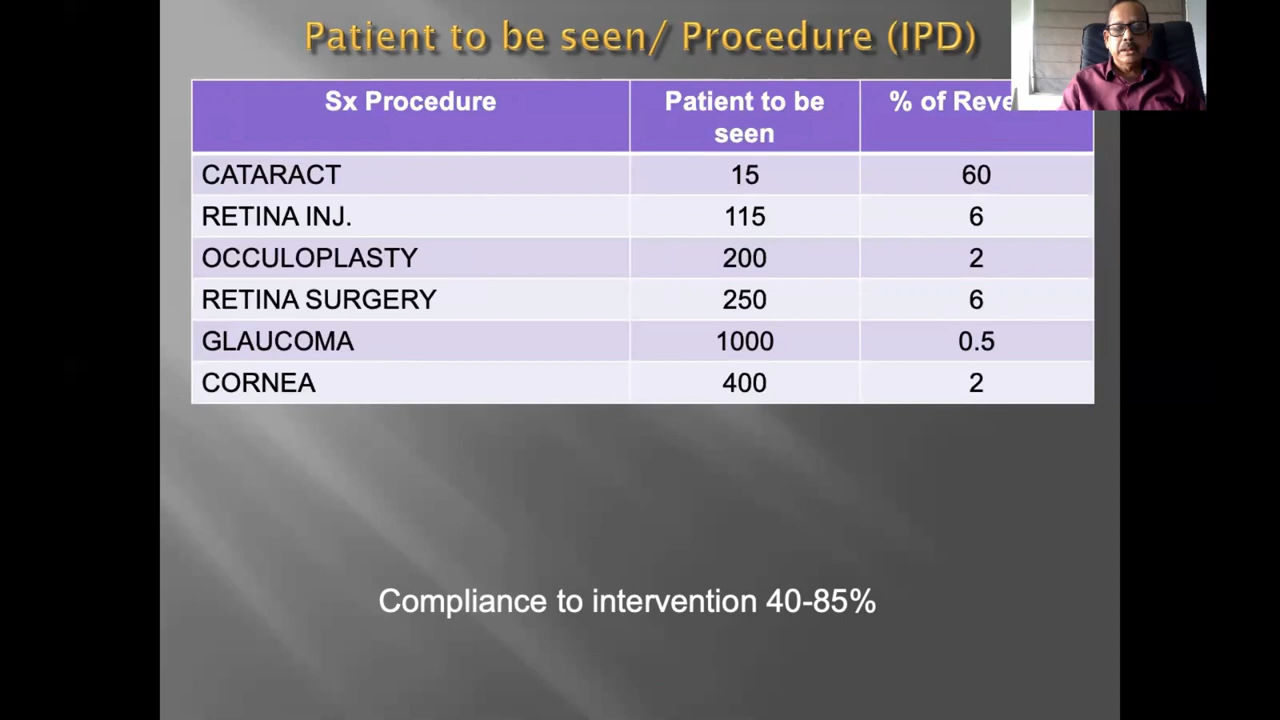 Patient to be seen/ Procedure (IPD)
Sx Procedure Patient to be seen % of Reve
CATARACT 15 60
RETINA INJ. 115 6
OCCULOPLASTY 200 2
RETINA SURGERY 250 6
GLAUCOMA 1000 0.5
CORNEA 400 2
Compliance to intervention 40-85%